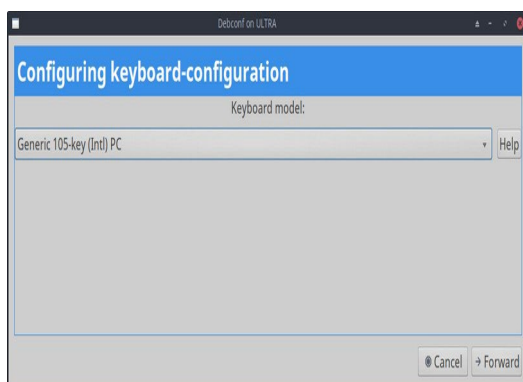 Debconf on ULTRA
Configuring keyboard-configuration
Keyboard model:
Generic 105-key (Intl) PC
Help
Cancel
Forward